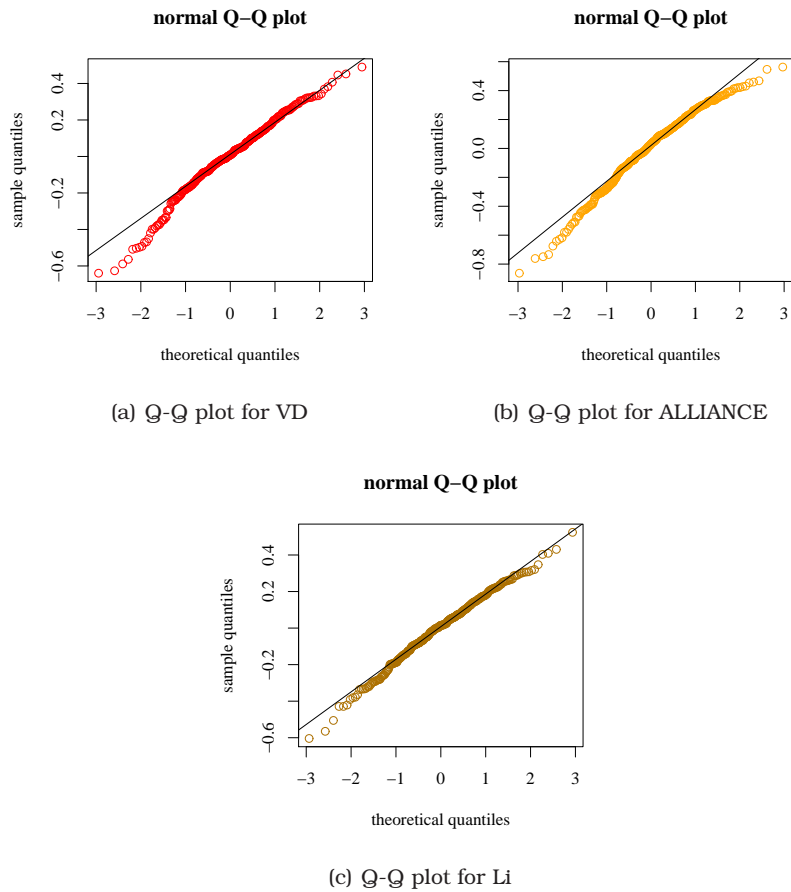 normal Q–Q plot
sample quantiles
0.4
0.2
−0.2
−0.6
−3 −2 −1 0 1 2 3
theoretical quantiles
(a) Q-Q plot for VD
normal Q–Q plot
sample quantiles
0.4
0.0
−0.4
−0.8
−3 −2 −1 0 1 2 3
theoretical quantiles
(b) Q-Q plot for ALLIANCE
normal Q–Q plot
sample quantiles
0.4
0.2
−0.2
−0.6
−3 −2 −1 0 1 2 3
theoretical quantiles
(c) Q-Q plot for Li